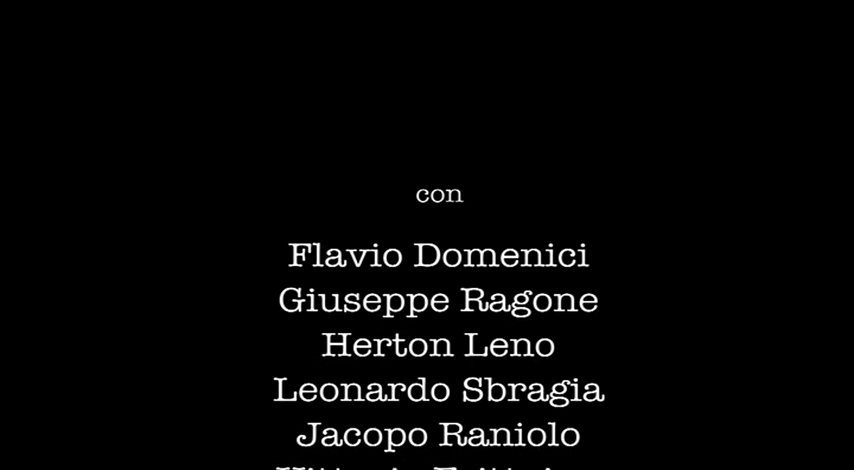 con
Flavio Domenici
Giuseppe Ragone
Herton Leno
Leonardo Sbragia
Jacopo Raniolo